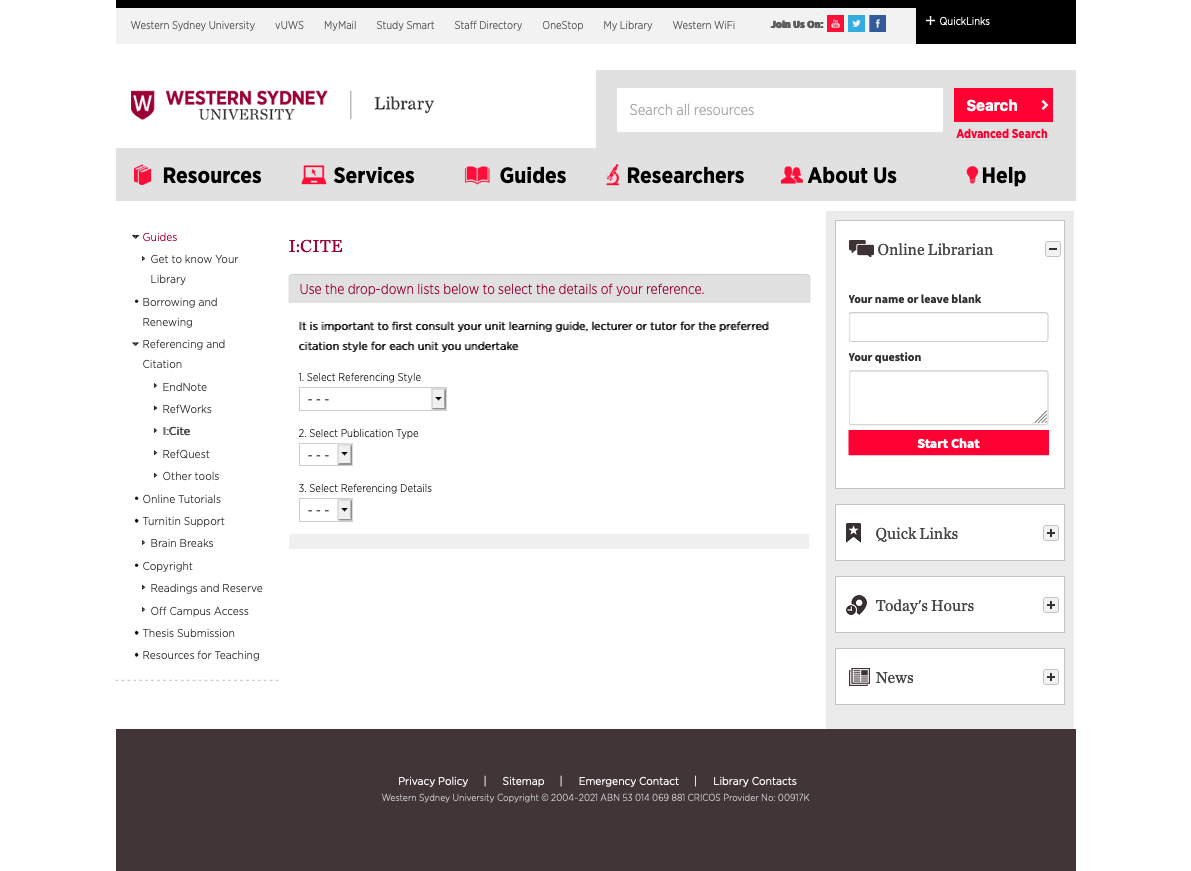 Western Sydney University vUWS MyMail Study Smart Staff Directory OneStop My Library Western WiFi Join Us On: + QuickLinks
WESTERN SYDNEY
UNIVERSITY
Library
Search all resources
Search
Advanced Search
Resources Services Guides Researchers About Us Help
Guides
Get to know Your
Library
Borrowing and
Renewing
Referencing and
Citation
EndNote
RefWorks
I:Cite
RefQuest
Other tools
Online Tutorials
Turnitin Support
Brain Breaks
Copyright
Readings and Reserve
Off Campus Access
Thesis Submission
Resources for Teaching
I:CITE
Use the drop-down lists below to select the details of your reference.
It is important to first consult your unit learning guide, lecturer or tutor for the preferred
citation style for each unit you undertake
1. Select Referencing Style
- - -
2. Select Publication Type
- - -
3. Select Referencing Details
- - -
Online Librarian
Your name or leave blank
Your question
Start Chat
Quick Links
Today's Hours
News
Privacy Policy | Sitemap | Emergency Contact | Library Contacts
Western Sydney University Copyright © 2004-2021 ABN 53 014 069 881 CRICOS Provider No: 00917K